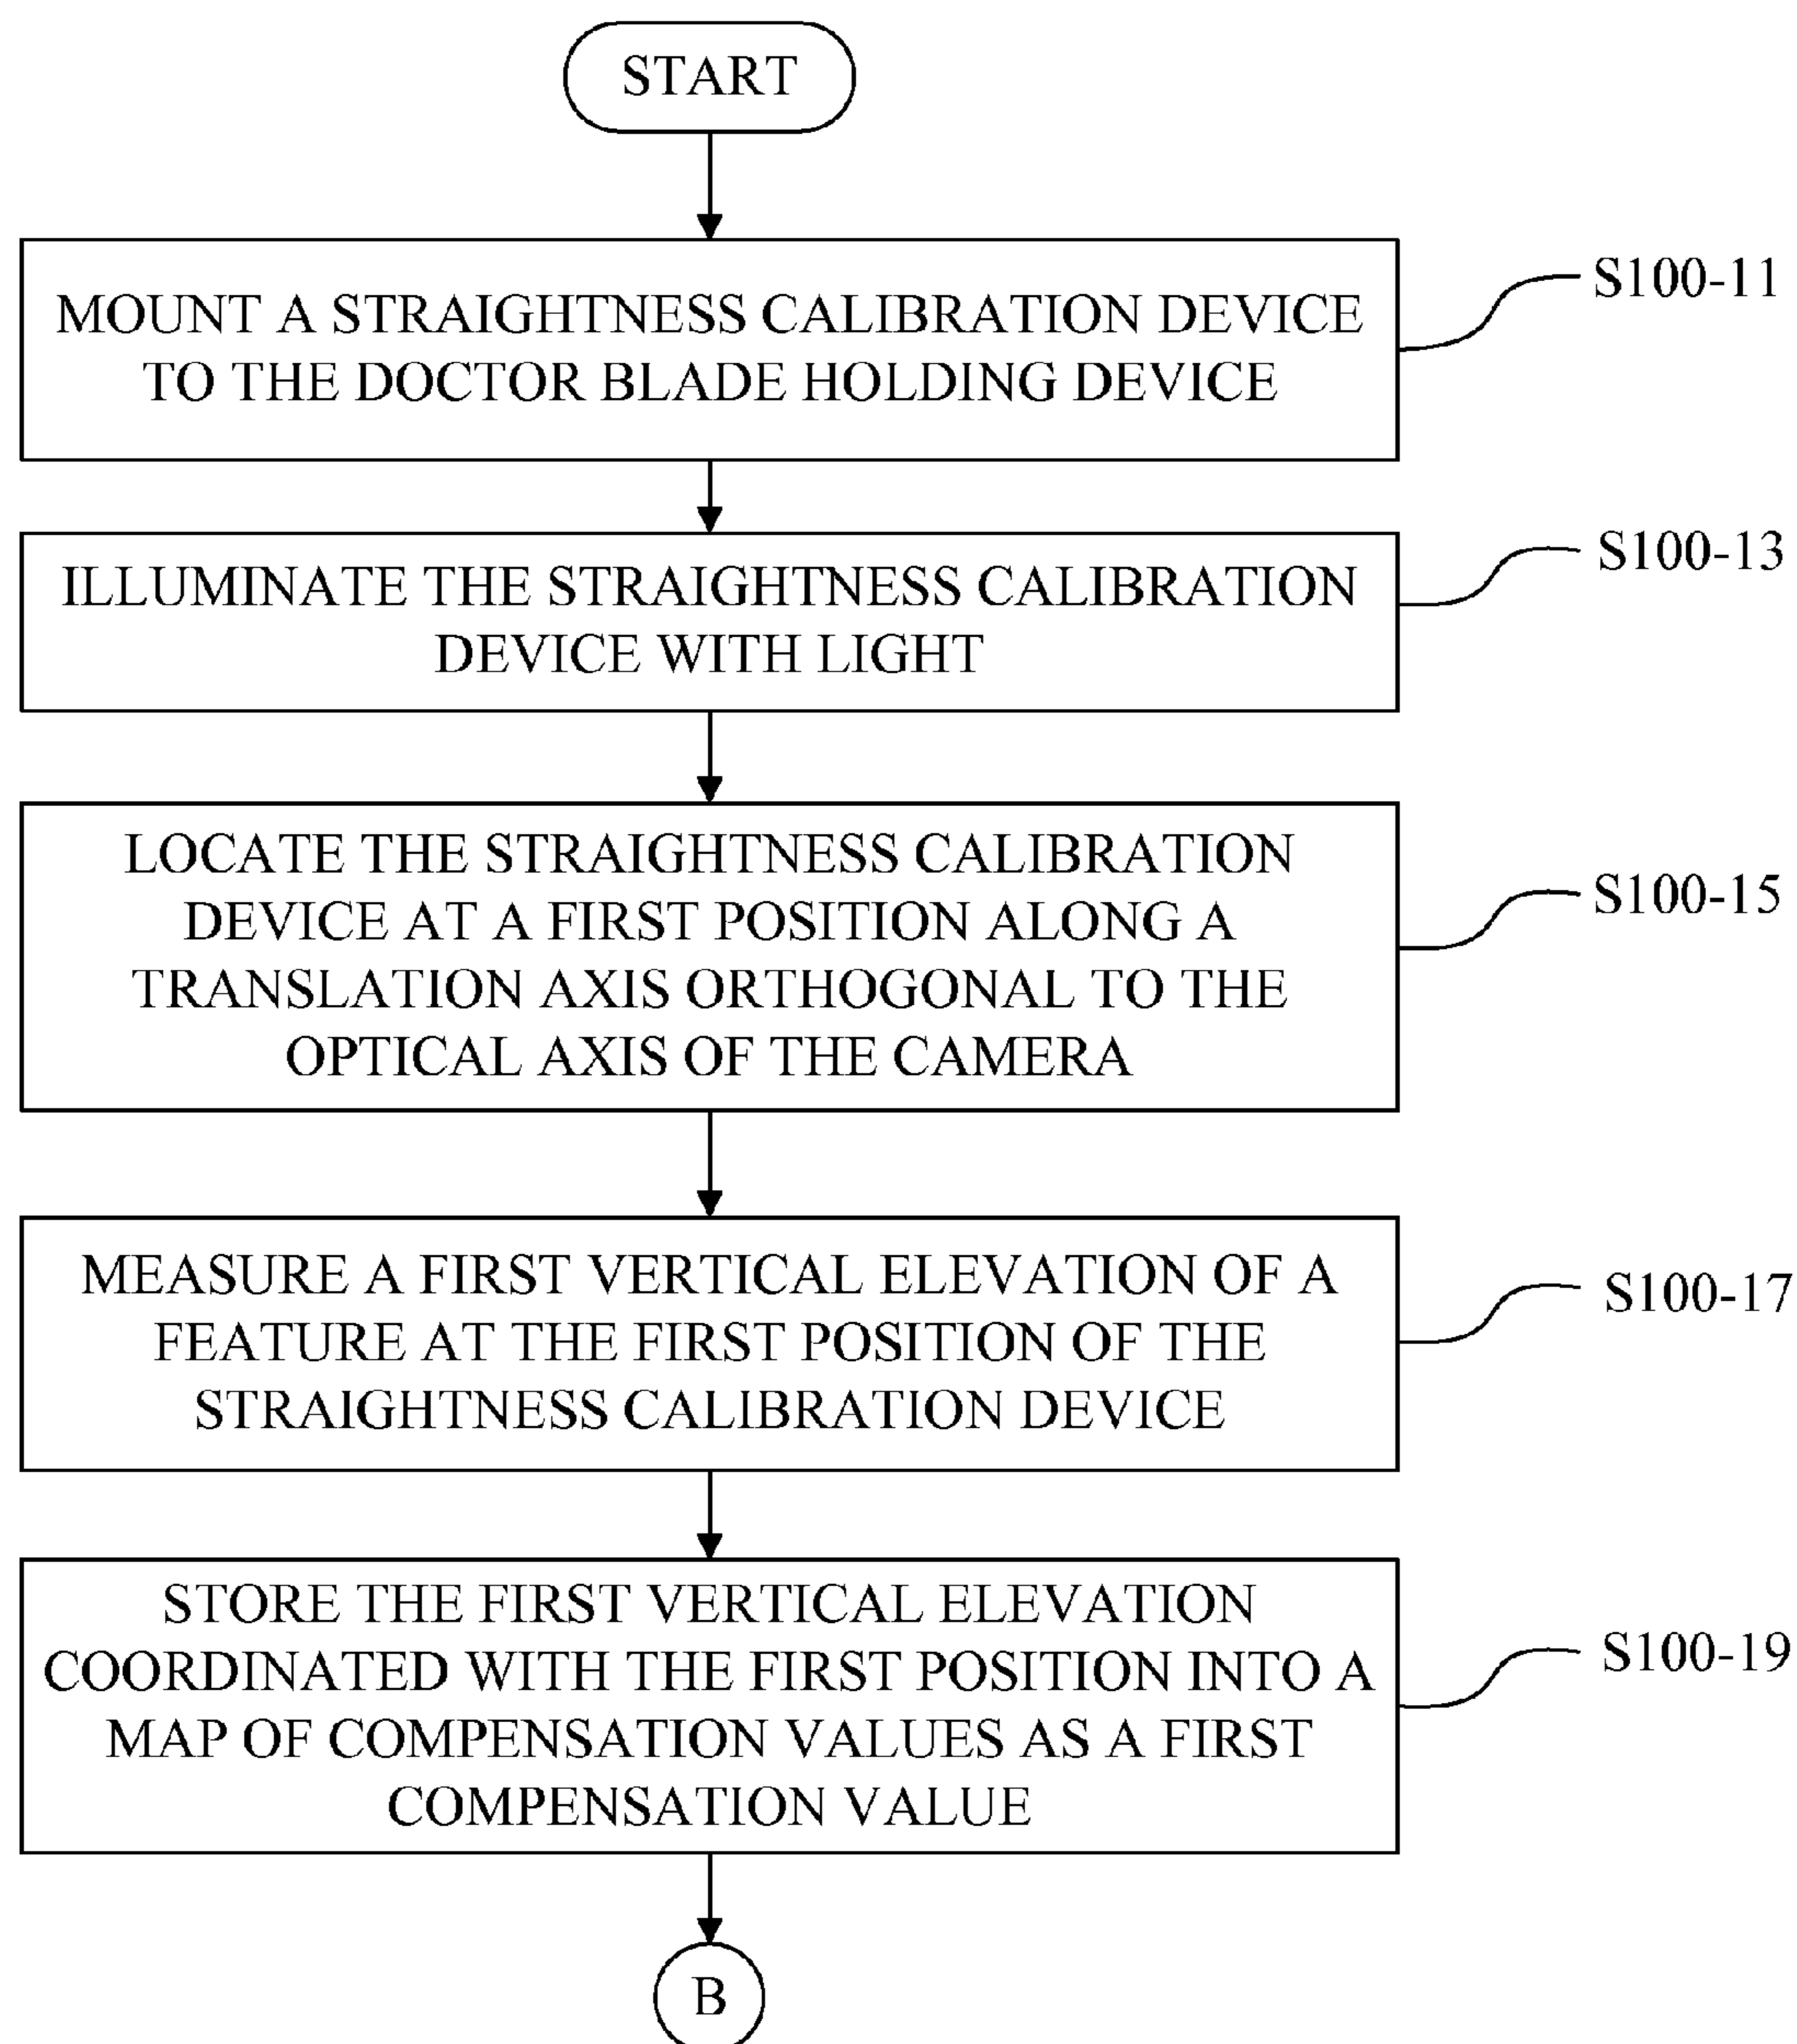 START
MOUNT A STRAIGHTNESS CALIBRATION DEVICE
TO THE DOCTOR BLADE HOLDING DEVICE
S100-11
ILLUMINATE THE STRAIGHTNESS CALIBRATION
DEVICE WITH LIGHT
S100-13
LOCATE THE STRAIGHTNESS CALIBRATION
DEVICE AT A FIRST POSITION ALONG A
TRANSLATION AXIS ORTHOGONAL TO THE
OPTICAL AXIS OF THE CAMERA
S100-15
MEASURE A FIRST VERTICAL ELEVATION OF A
FEATURE AT THE FIRST POSITION OF THE
STRAIGHTNESS CALIBRATION DEVICE
S100-17
STORE THE FIRST VERTICAL ELEVATION
COORDINATED WITH THE FIRST POSITION INTO A
MAP OF COMPENSATION VALUES AS A FIRST
COMPENSATION VALUE
S100-19
B